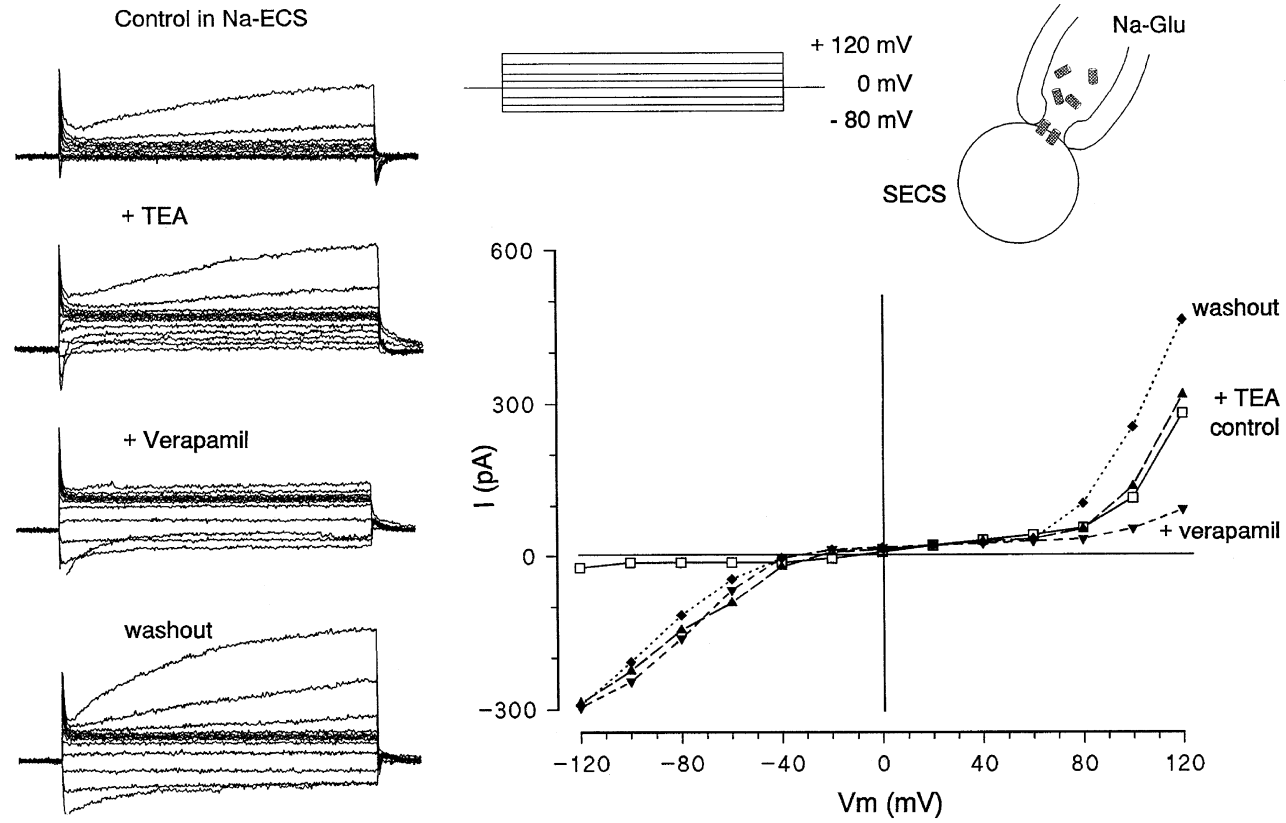 Control in Na-ECS
+ TEA
+ Verapamil
washout
+ 120 mV
0 mV
- 80 mV
Na-Glu
SECS
600
300
0
−300
I (pA)
−120
−80
−40
0
40
80
120
Vm (mV)
washout
+ TEA
control
+ verapamil